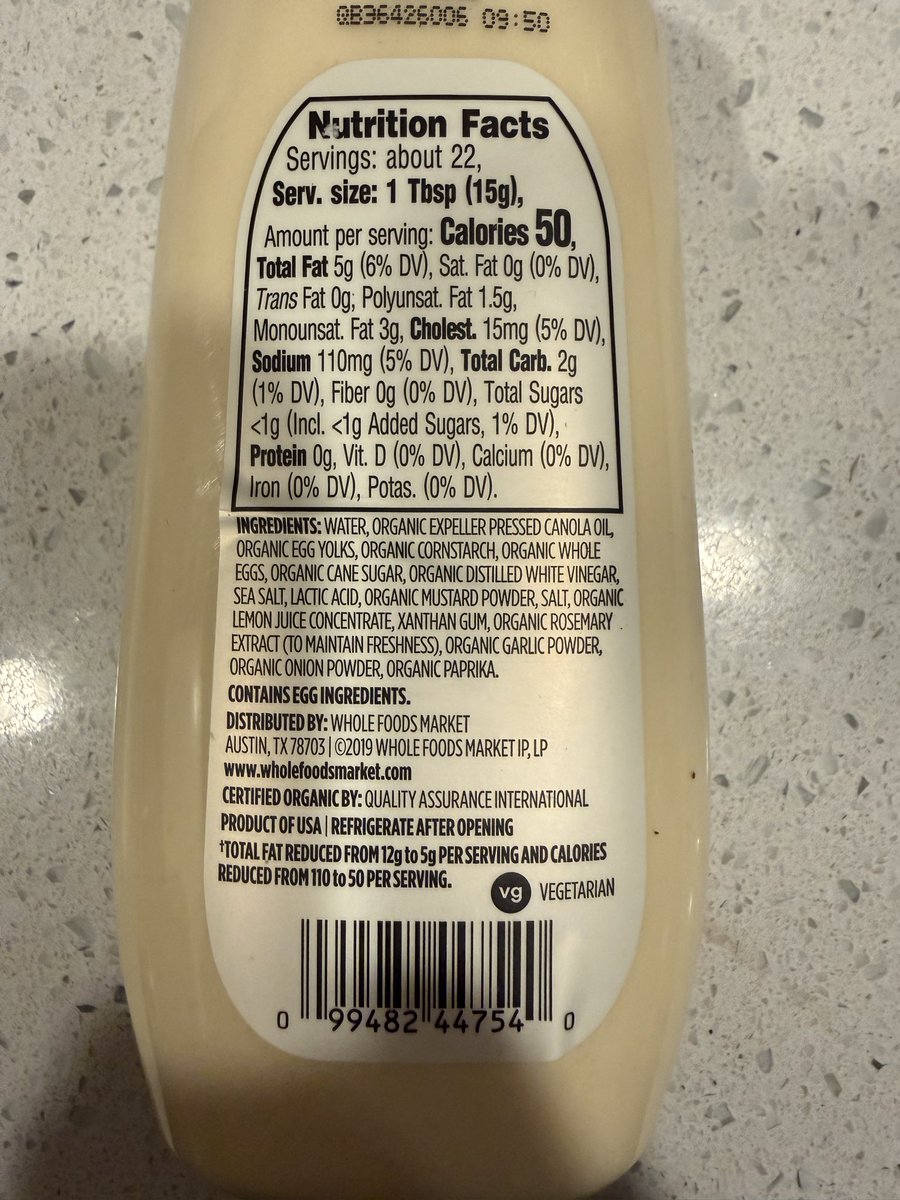 QB36426006 09:50
Nutrition Facts
Servings: about 22,
Serv. size: 1 Tbsp (15g),
Amount per serving: Calories 50,
Total Fat 5g (6% DV), Sat. Fat 0g (0% DV),
Trans Fat 0g; Polyunsat. Fat 1.5g,
Monounsat. Fat 3g, Cholest. 15mg (5% DV),
Sodium 110mg (5% DV), Total Carb. 2g
(1% DV), Fiber 0g (0% DV), Total Sugars
<1g (Incl. <1g Added Sugars, 1% DV),
Protein 0g, Vit. D (0% DV), Calcium (0% DV),
Iron (0% DV), Potas. (0% DV).
INGREDIENTS: WATER, ORGANIC EXPELLER PRESSED CANOLA OIL,
ORGANIC EGG YOLKS, ORGANIC CORNSTARCH, ORGANIC WHOLE
EGGS, ORGANIC CANE SUGAR, ORGANIC DISTILLED WHITE VINEGAR,
SEA SALT, LACTIC ACID, ORGANIC MUSTARD POWDER, SALT, ORGANIC
LEMON JUICE CONCENTRATE, XANTHAN GUM, ORGANIC ROSEMARY
EXTRACT (TO MAINTAIN FRESHNESS), ORGANIC GARLIC POWDER,
ORGANIC ONION POWDER, ORGANIC PAPRIKA.
CONTAINS EGG INGREDIENTS.
DISTRIBUTED BY: WHOLE FOODS MARKET
AUSTIN, TX 78703 | ©2019 WHOLE FOODS MARKET IP, LP
www.wholefoodsmarket.com
CERTIFIED ORGANIC BY: QUALITY ASSURANCE INTERNATIONAL
PRODUCT OF USA | REFRIGERATE AFTER OPENING
†TOTAL FAT REDUCED FROM 12g to 5g PER SERVING AND CALORIES
REDUCED FROM 110 to 50 PER SERVING.
vg VEGETARIAN
0 99482 44754 0